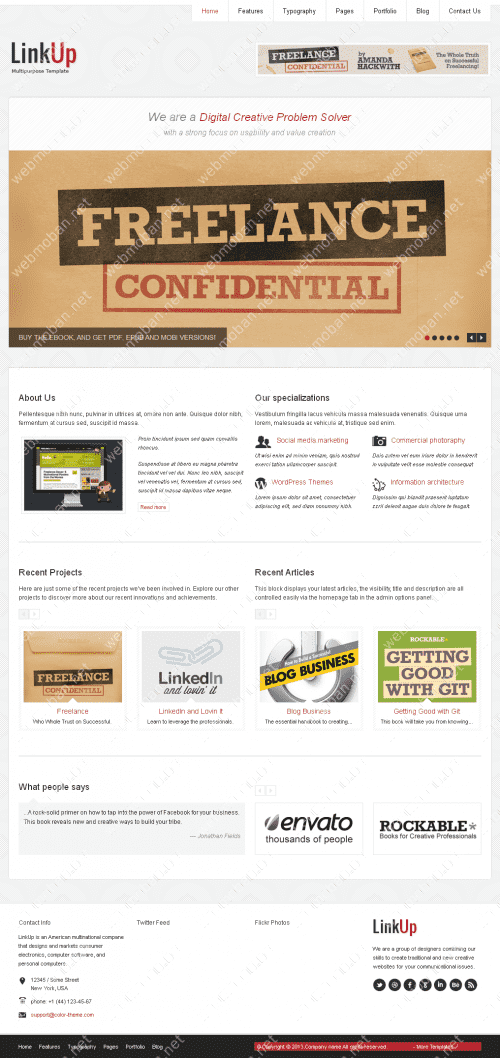 Home Features Typography Pages Portfolio Blog Contact Us
LinkUp
Multipurpose Template
FREELANCE CONFIDENTIAL
by AMANDA HACKWITH
The Whole Truth on Successful Freelancing!
We are a Digital Creative Problem Solver
with a strong focus on usability and value creation
FREELANCE
CONFIDENTIAL
BUY THE EBOOK, AND GET PDF, EPUB AND MOBI VERSIONS!
About Us
Pellentesque nibh nunc, pulvinar in ultrices at, ornare non ante. Quisque dolor nibh,
fermentum at cursus sed, suscipit id massa.
Proin tincidunt ipsum sed quam convallis
rhoncus.
Suspendisse at libero eu magna pharetra
tincidunt vel vel dui. Nunc leo nibh, suscipit
vel venenatis vel, fermentum at cursus sed,
suscipit id massa dapibus vitae neque.
Read more
Our specializations
Vestibulum fringilla lacus vehicula massa malesuada venenatis. Quisque urna
lorem, malesuada ac vehicula at, tristique sed enim.
Social media marketing
Ut wisi enim ad minim veniam, quis nostrud
exerci tation ullamcorper suscipit.
Commercial photography
Duis autem vel eum iriure dolor in hendrerit
in vulputate velit esse molestie consequat
WordPress Themes
Lorem ipsum dolor sit amet, consectetuer
adipiscing elit, sed diam nonummy nibh.
Information architecture
Dignissim qui blandit praesent luptatum
zzril delenit augue duis dolore te feugait.
Recent Projects
Here are just some of the recent projects we've been involved in. Explore our other
projects to discover more about our recent innovations and achievements.
Recent Articles
This block displays your latest articles, the visibility, title and description are all
controlled easily via the homepage tab in the admin options panel.
FREELANCE
CONFIDENTIAL
Freelance
Who Whole Trust on Successful.
LinkedIn
and lovin' it
LinkedIn and Lovin It
Learn to leverage the professionals.
How to Build a Successful
BLOG BUSINESS
Blog Business
The essential handbook to creating...
ROCKABLE*
GETTING
GOOD
WITH GIT
Getting Good with Git
This book will take you from knowing...
What people says
...A rock-solid primer on how to tap into the power of Facebook for your business.
This book reveals new and creative ways to build your tribe.
— Jonathan Fields
envato
thousands of people
ROCKABLE*
Books for Creative Professionals
Contact Info
LinkUp is an American multinational company
that designs and markets consumer
electronics, computer software, and
personal computers.
12345 / Some Street
New York, USA
phone: +1 (44) 123-45-67
support@color-theme.com
Twitter Feed
Flickr Photos
LinkUp
We are a group of designers combining our
skills to create traditional and new creative
websites for your communicational issues.
Home Features Typography Pages Portfolio Blog
© Copyright © 2013.Company name All rights reserved. - More Templates
webmoban.net